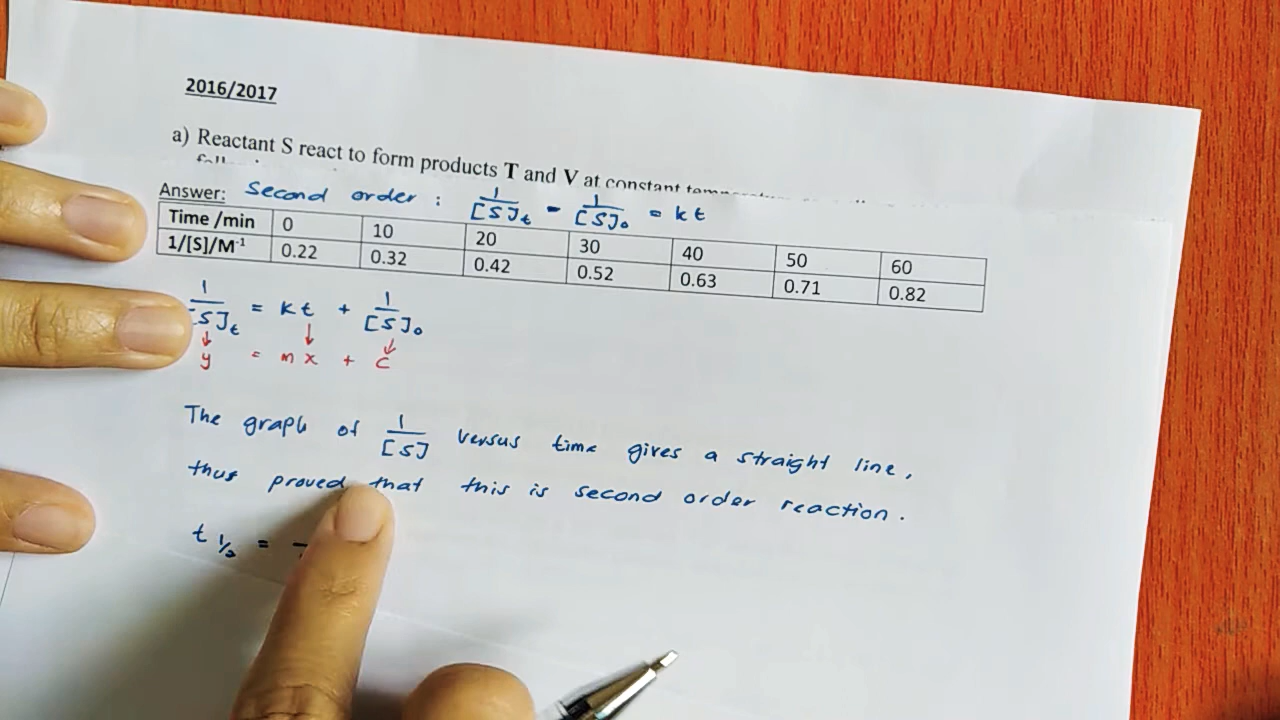 2016/2017
a) Reactant S react to form products T and V at constant
Answer: Second order : 1/[S]t - 1/[S]₀ = kt
Time /min 0 10 20 30 40 50 60
1/[S]/M⁻¹ 0.22 0.32 0.42 0.52 0.63 0.71 0.82
1/[S]t = kt + 1/[S]₀
y = mx + c
The graph of 1/[S] versus time gives a straight line,
thus proved that this is second order reaction.
t 1/2 =